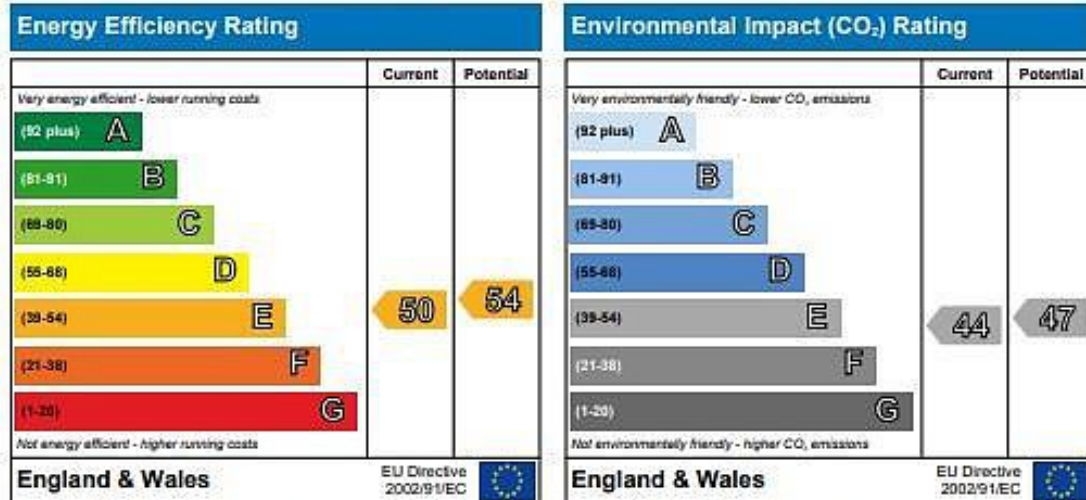 Energy Efficiency Rating
Current Potential
Very energy efficient - lower running costs
(92 plus) A
(81-91) B
(69-80) C
(55-68) D
(39-54) E
(21-38) F
(1-20) G
50
54
Not energy efficient - higher running costs
England & Wales
EU Directive
2002/91/EC
Environmental Impact (CO₂) Rating
Current Potential
Very environmentally friendly - lower CO₂ emissions
(92 plus) A
(81-91) B
(69-80) C
(55-68) D
(39-54) E
(21-38) F
(1-20) G
44
47
Not environmentally friendly - higher CO₂ emissions
England & Wales
EU Directive
2002/91/EC